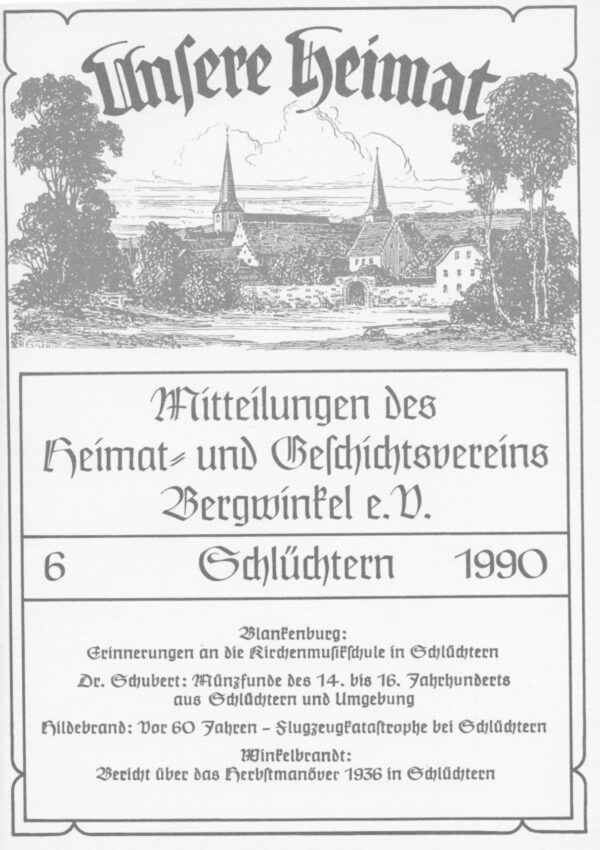 Unsere Heimat
Mitteilungen des
Heimat- und Geschichtsvereins
Bergwinkel e.V.
6 Schlüchtern 1990
Blankenburg:
Erinnerungen an die Kirchenmusikschule in Schlüchtern
Dr. Schubert: Münzfunde des 14. bis 16. Jahrhunderts
aus Schlüchtern und Umgebung
Hildebrand: Vor 60 Jahren – Flugzeugkatastrophe bei Schlüchtern
Winkelbrandt:
Bericht über das Herbstmanöver 1936 in Schlüchtern